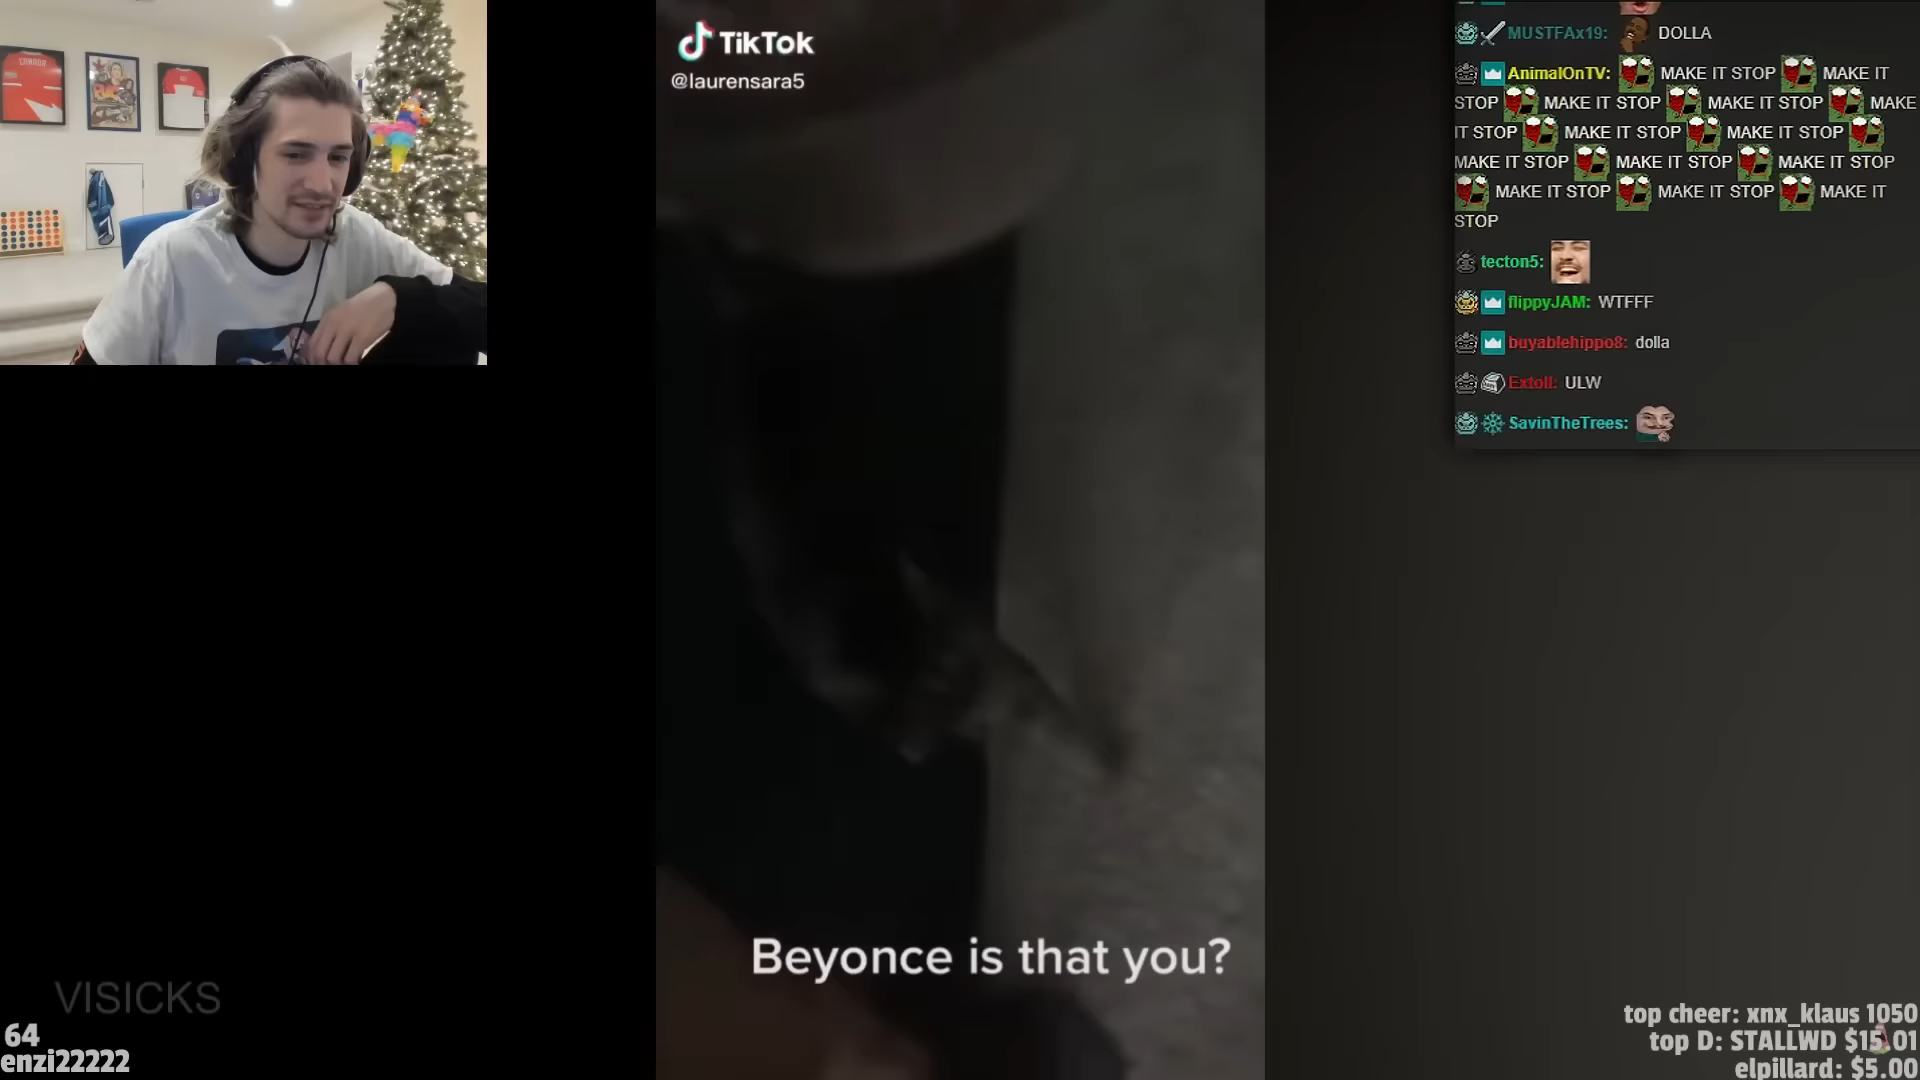 CONNOR
TikTok
@laurensara5
MUSTFAx19: DOLLA
AnimalOnTV: MAKE IT STOP MAKE IT
STOP MAKE IT STOP MAKE IT STOP MAKE
IT STOP MAKE IT STOP MAKE IT STOP
MAKE IT STOP MAKE IT STOP MAKE IT STOP
MAKE IT STOP MAKE IT STOP MAKE IT
STOP
tecton5:
flippyJAM: WTFFF
buyablehippo8: dolla
Extoll: ULW
SavinTheTrees:
Beyonce is that you?
VISICKS
64
enzi22222
top cheer: xnx_klaus 1050
top D: STALLWD $15.01
elpillard: $5.00